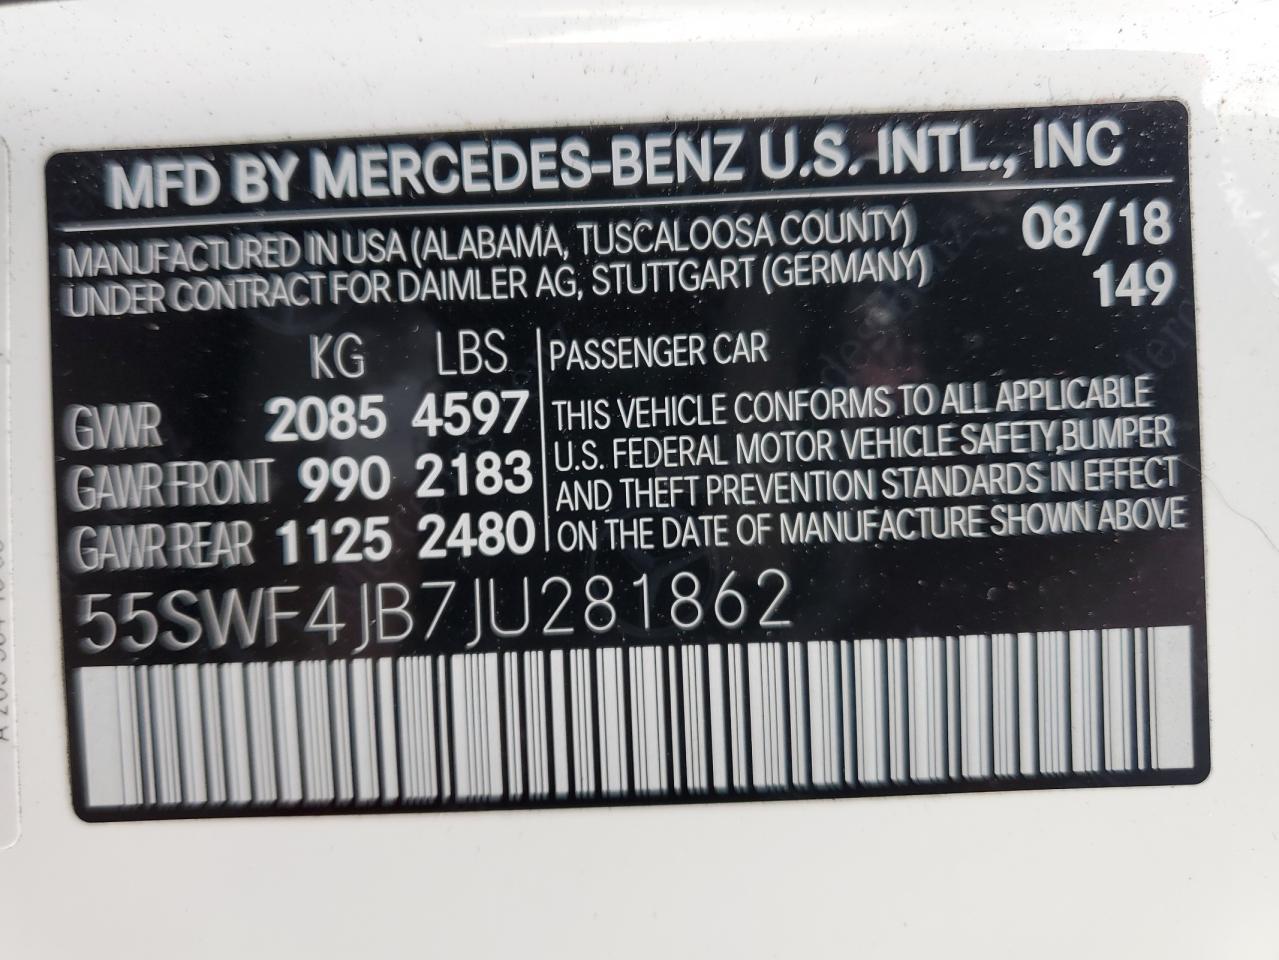 MFD BY MERCEDES-BENZ U.S. INTL., INC
MANUFACTURED IN USA (ALABAMA, TUSCALOOSA COUNTY) 08/18
UNDER CONTRACT FOR DAIMLER AG, STUTTGART (GERMANY) 149
KG LBS PASSENGER CAR
GVWR 2085 4597 THIS VEHICLE CONFORMS TO ALL APPLICABLE
U.S. FEDERAL MOTOR VEHICLE SAFETY, BUMPER
GAWR FRONT 990 2183 AND THEFT PREVENTION STANDARDS IN EFFECT
GAWR REAR 1125 2480 ON THE DATE OF MANUFACTURE SHOWN ABOVE
55SWF4JB7JU281862